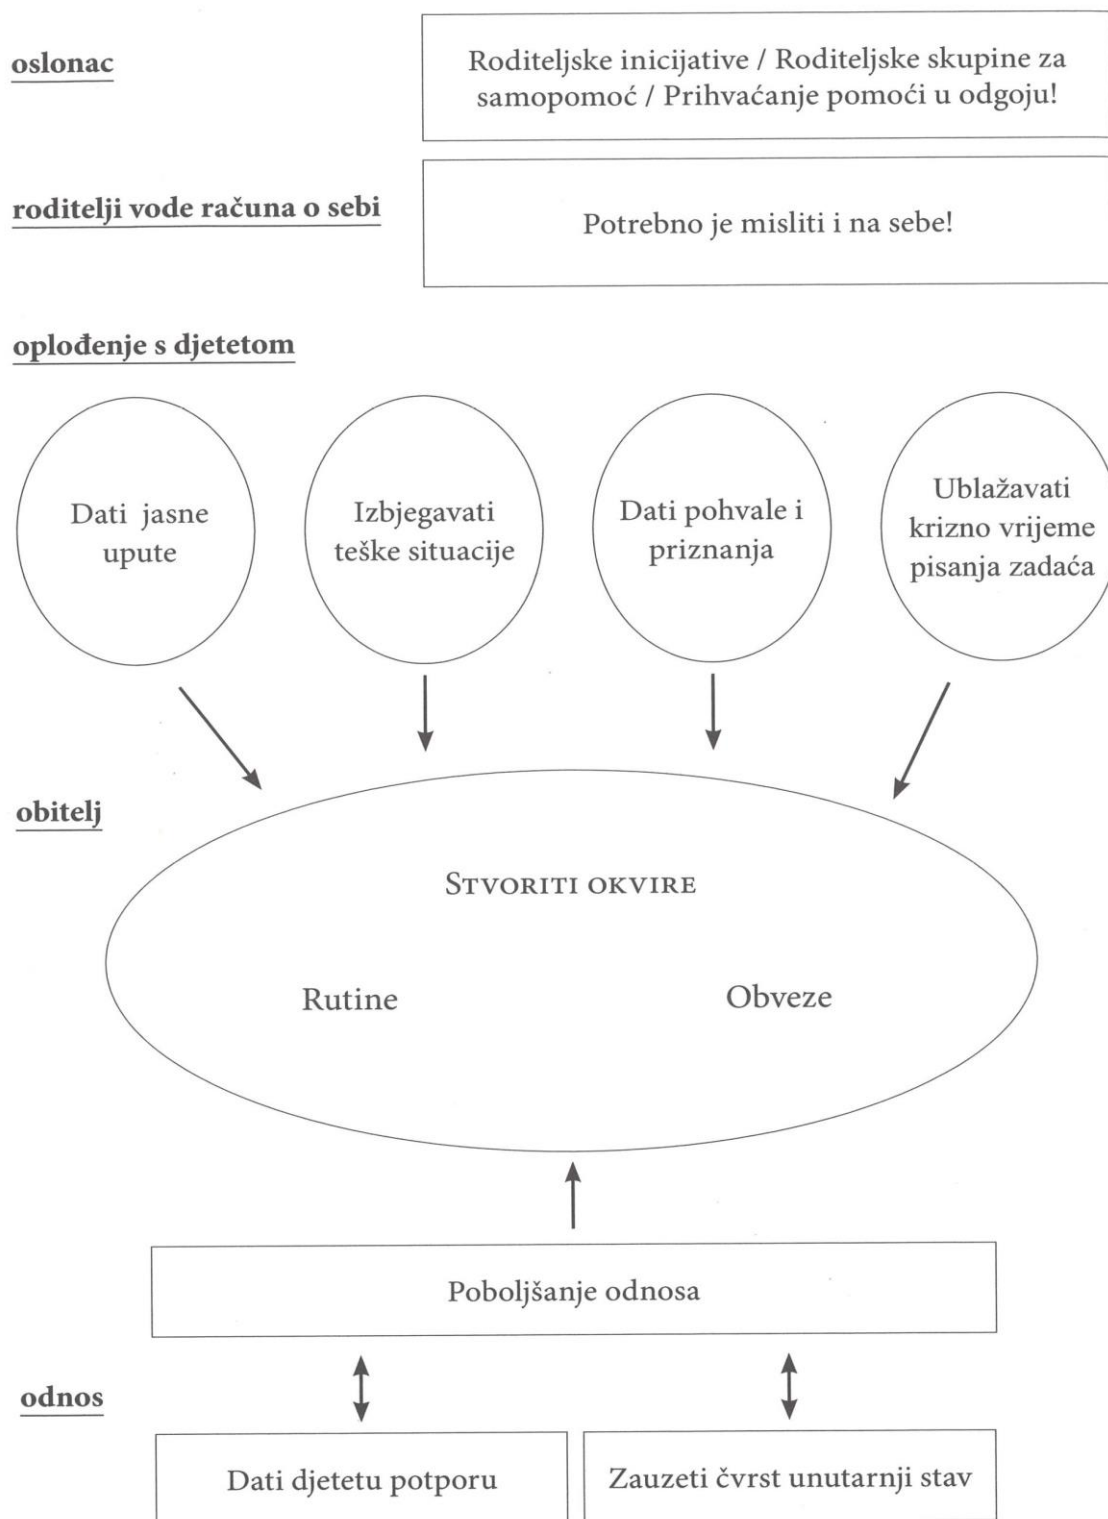 oslonac
Roditeljske inicijative / Roditeljske skupine za
samopomoć / Prihvaćanje pomoći u odgoju!
roditelji vode računa o sebi
Potrebno je misliti i na sebe!
oplođenje s djetetom
Dati jasne
upute
Izbjegavati
teške situacije
Dati pohvale i
priznanja
Ublažavati
krizno vrijeme
pisanja zadaća
obitelj
STVORITI OKVIRE
Rutine
Obveze
Poboljšanje odnosa
odnos
Dati djetetu potporu
Zauzeti čvrst unutarnji stav